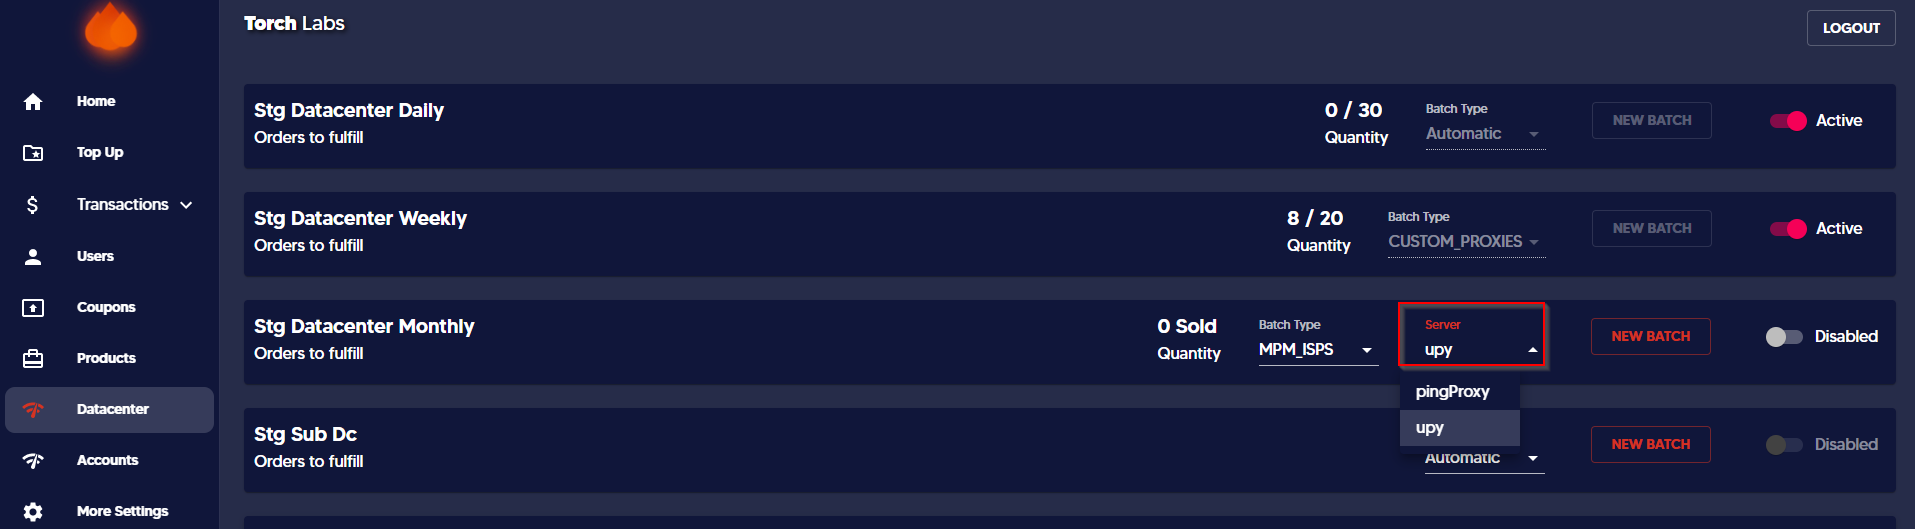 Torch Labs
LOGOUT
Home
Top Up
Transactions
Users
Coupons
Products
Datacenter
Accounts
More Settings
Stg Datacenter Daily
Orders to fulfill
0 / 30
Quantity
Batch Type
Automatic
NEW BATCH
Active
Stg Datacenter Weekly
Orders to fulfill
8 / 20
Quantity
Batch Type
CUSTOM_PROXIES
NEW BATCH
Active
Stg Datacenter Monthly
Orders to fulfill
0 Sold
Quantity
Batch Type
MPM_ISPS
Server
upy
pingProxy
upy
NEW BATCH
Disabled
Stg Sub Dc
Orders to fulfill
Automatic
NEW BATCH
Disabled